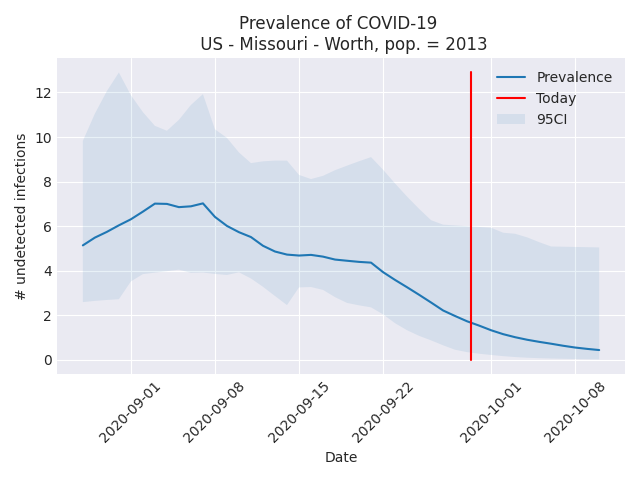 Prevalence of COVID-19
US - Missouri - Worth, pop. = 2013
Prevalence
Today
95CI
# undetected infections
12
10
8
6
4
2
0
2020-09-01
2020-09-08
2020-09-15
2020-09-22
2020-10-01
2020-10-08
Date